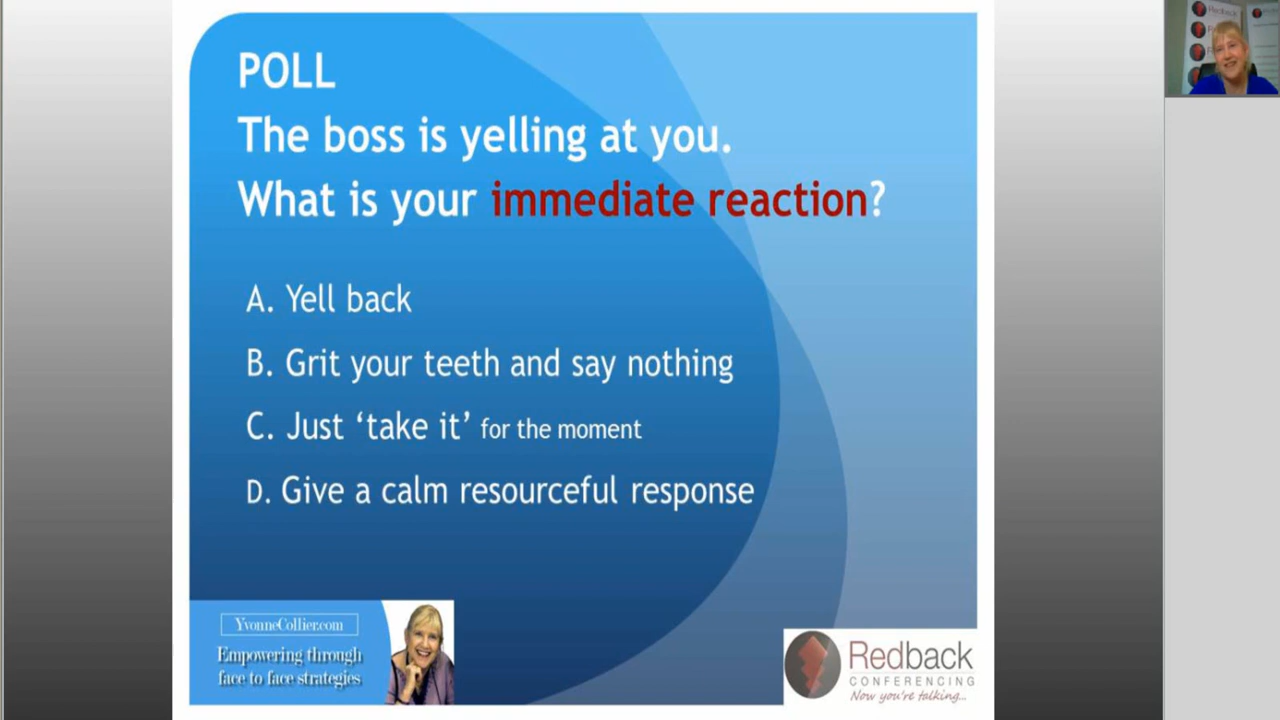 POLL
The boss is yelling at you.
What is your immediate reaction?
A. Yell back
B. Grit your teeth and say nothing
C. Just ‘take it’ for the moment
D. Give a calm resourceful response
YvonneCollier.com
Empowering through
face to face strategies
Redback
CONFERENCING
Now you're talking...